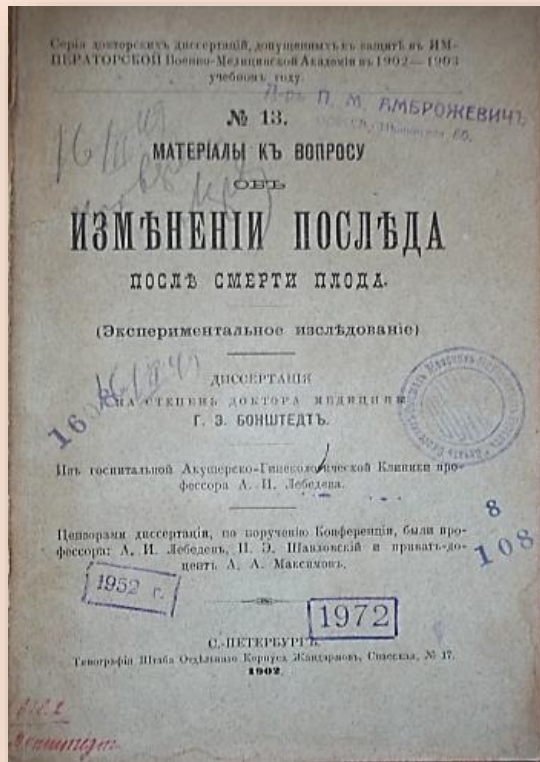 Серія докторскихъ диссертацій, допущенныхъ къ защитѣ въ ИМ-
ПЕРАТОРСКОЙ Военно-Медицинской Академіи въ 1902—1903
учебномъ году.
П. М. АМБРОЖЕВИЧЪ
№ 13.
16/III 49
МАТЕРІАЛЫ КЪ ВОПРОСУ
ОБЪ
ИЗМѢНЕНІИ ПОСЛѢДА
ПОСЛѢ СМЕРТИ ПЛОДА.
(Экспериментальное изслѣдованіе)
ДИССЕРТАЦІЯ
НА СТЕПЕНЬ ДОКТОРА МЕДИЦИНЫ
Г. Э. БОНШТЕДТЪ.
Изъ госпитальной Акушерско-Гинекологической Клиники про-
фессора А. И. Лебедева.
Цензорами диссертаціи, по порученію Конференціи, были про-
фессора: А. И. Лебедевъ, П. Э. Шавловскій и приватъ-до-
центъ А. А. Максимовъ.
8
108
1952 г.
1972
С.-ПЕТЕРБУРГЪ.
Типографія Штаба Отдѣльнаго Корпуса Жандармовъ, Спасская, № 17.
1902.